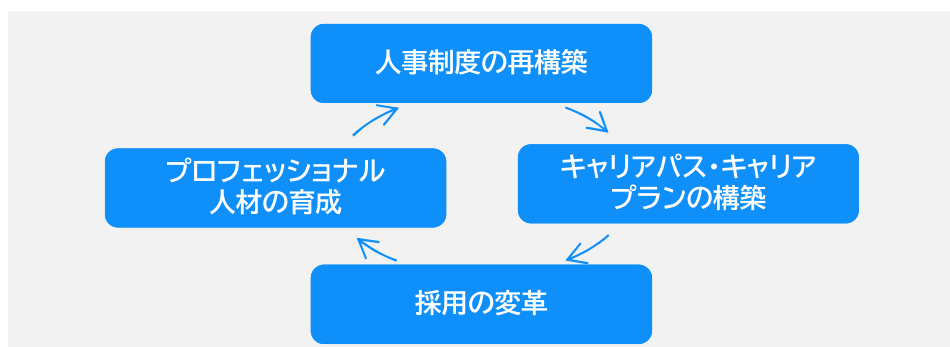 人事制度の再構築
プロフェッショナル
人材の育成
キャリアパス・キャリア
プランの構築
採用の変革